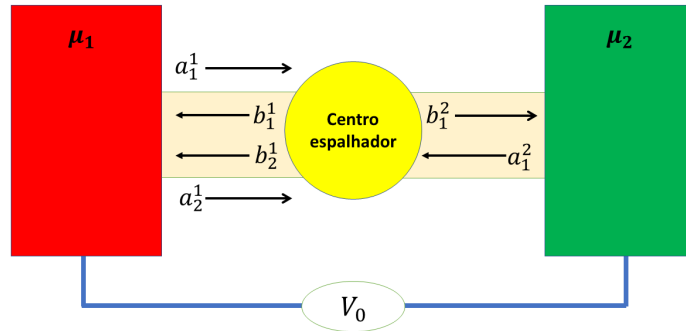 μ₁
μ₂
a₁¹
b₁¹
Centro
espalhador
b₁²
b₂¹
a₁²
a₂¹
V₀